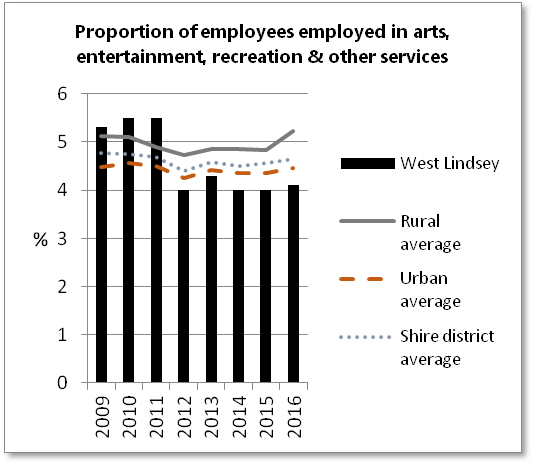 Proportion of employees employed in arts,
entertainment, recreation & other services
6
5
4
3
2
1
0
%
2009
2010
2011
2012
2013
2014
2015
2016
West Lindsey
Rural
average
Urban
average
Shire district
average